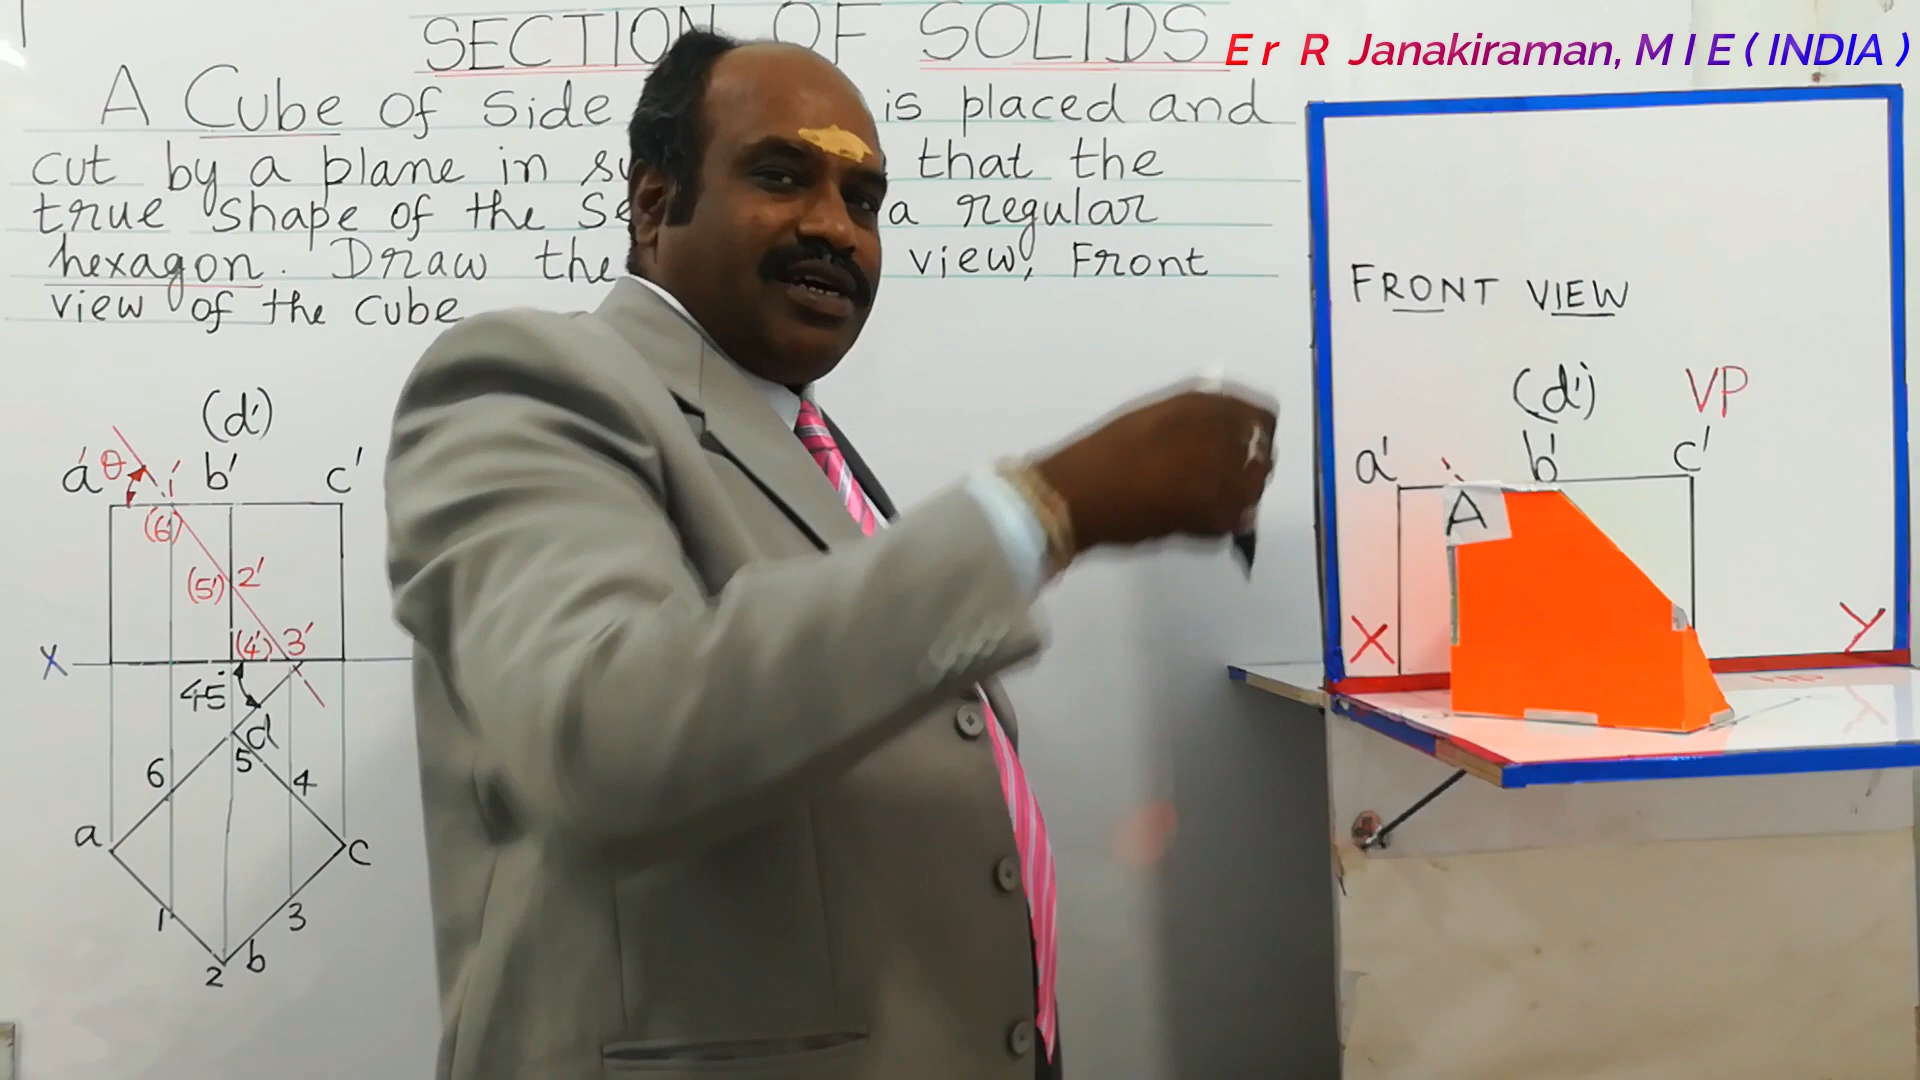 SECTION OF SOLIDS
Er R Janakiraman, MIE (INDIA)
A Cube of side is placed and
cut by a plane in that the
true shape of the a regular
hexagon. Draw the view, Front
view of the cube
FRONT VIEW
(d')
a' b' c'
VP
A
X Y
(d')
a' θ 1' b' c'
(6')
(5') 2'
(4') 3'
X
45°
d
6 5 4
a c
1 3
2 b